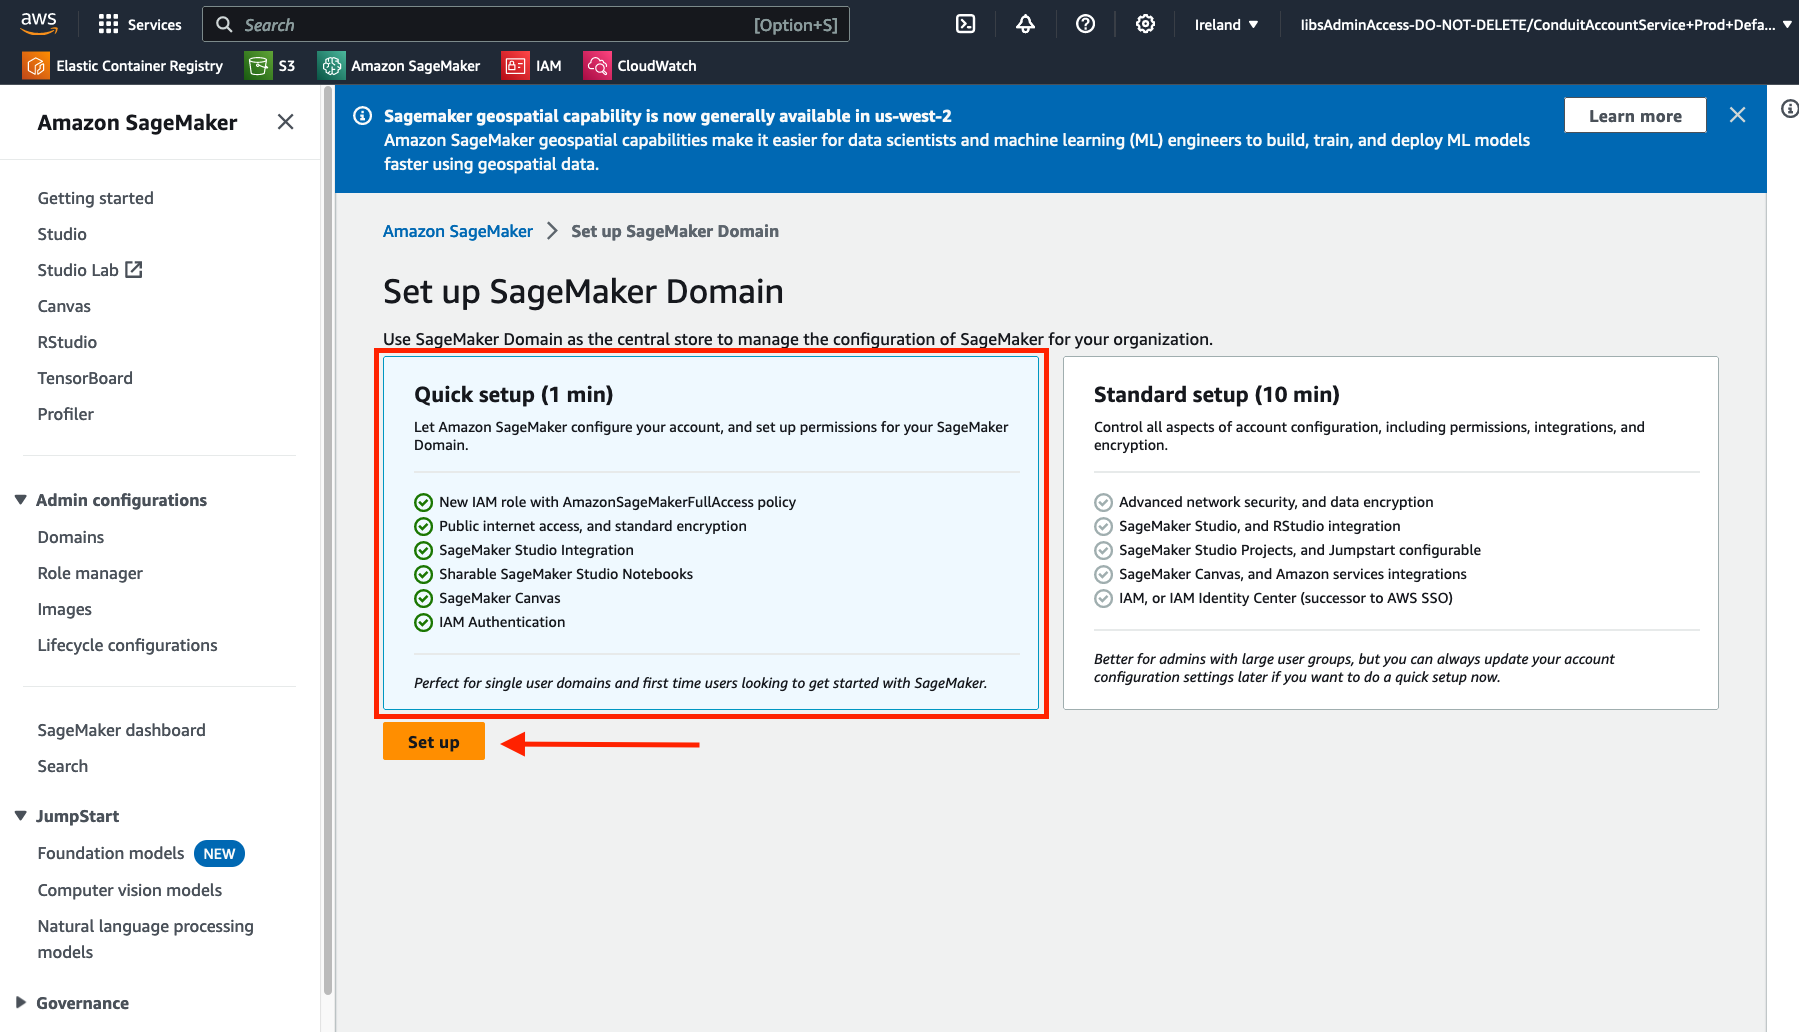 aws
Services
Search
[Option+S]
Ireland
IibsAdminAccess-DO-NOT-DELETE/ConduitAccountService+Prod+Defa...
Elastic Container Registry
S3
Amazon SageMaker
IAM
CloudWatch
Amazon SageMaker
Getting started
Studio
Studio Lab
Canvas
RStudio
TensorBoard
Profiler
Admin configurations
Domains
Role manager
Images
Lifecycle configurations
SageMaker dashboard
Search
JumpStart
Foundation models NEW
Computer vision models
Natural language processing
models
Governance
Sagemaker geospatial capability is now generally available in us-west-2
Amazon SageMaker geospatial capabilities make it easier for data scientists and machine learning (ML) engineers to build, train, and deploy ML models
faster using geospatial data.
Learn more
Amazon SageMaker
Set up SageMaker Domain
Set up SageMaker Domain
Use SageMaker Domain as the central store to manage the configuration of SageMaker for your organization.
Quick setup (1 min)
Let Amazon SageMaker configure your account, and set up permissions for your SageMaker
Domain.
New IAM role with AmazonSageMakerFullAccess policy
Public internet access, and standard encryption
SageMaker Studio Integration
Sharable SageMaker Studio Notebooks
SageMaker Canvas
IAM Authentication
Perfect for single user domains and first time users looking to get started with SageMaker.
Standard setup (10 min)
Control all aspects of account configuration, including permissions, integrations, and
encryption.
Advanced network security, and data encryption
SageMaker Studio, and RStudio integration
SageMaker Studio Projects, and Jumpstart configurable
SageMaker Canvas, and Amazon services integrations
IAM, or IAM Identity Center (successor to AWS SSO)
Better for admins with large user groups, but you can always update your account
configuration settings later if you want to do a quick setup now.
Set up